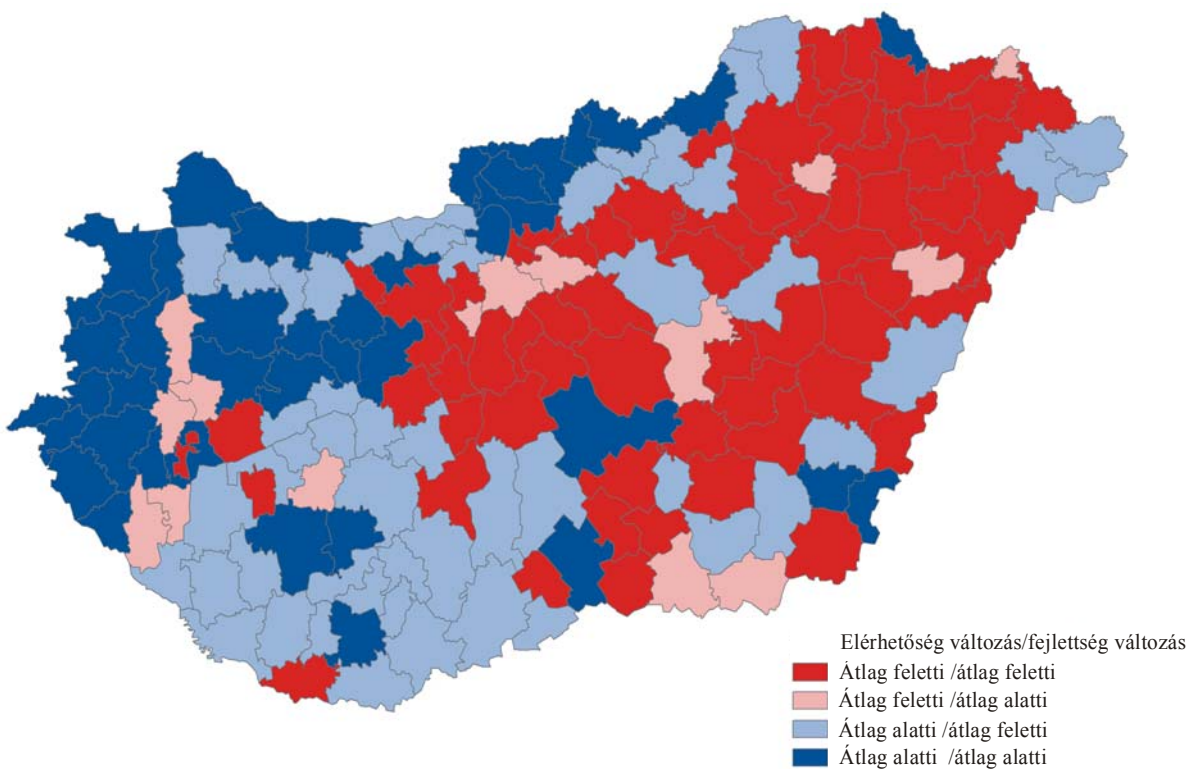 Elérhetőség változás/fejlettség változás
Átlag feletti /átlag feletti
Átlag feletti /átlag alatti
Átlag alatti /átlag feletti
Átlag alatti /átlag alatti